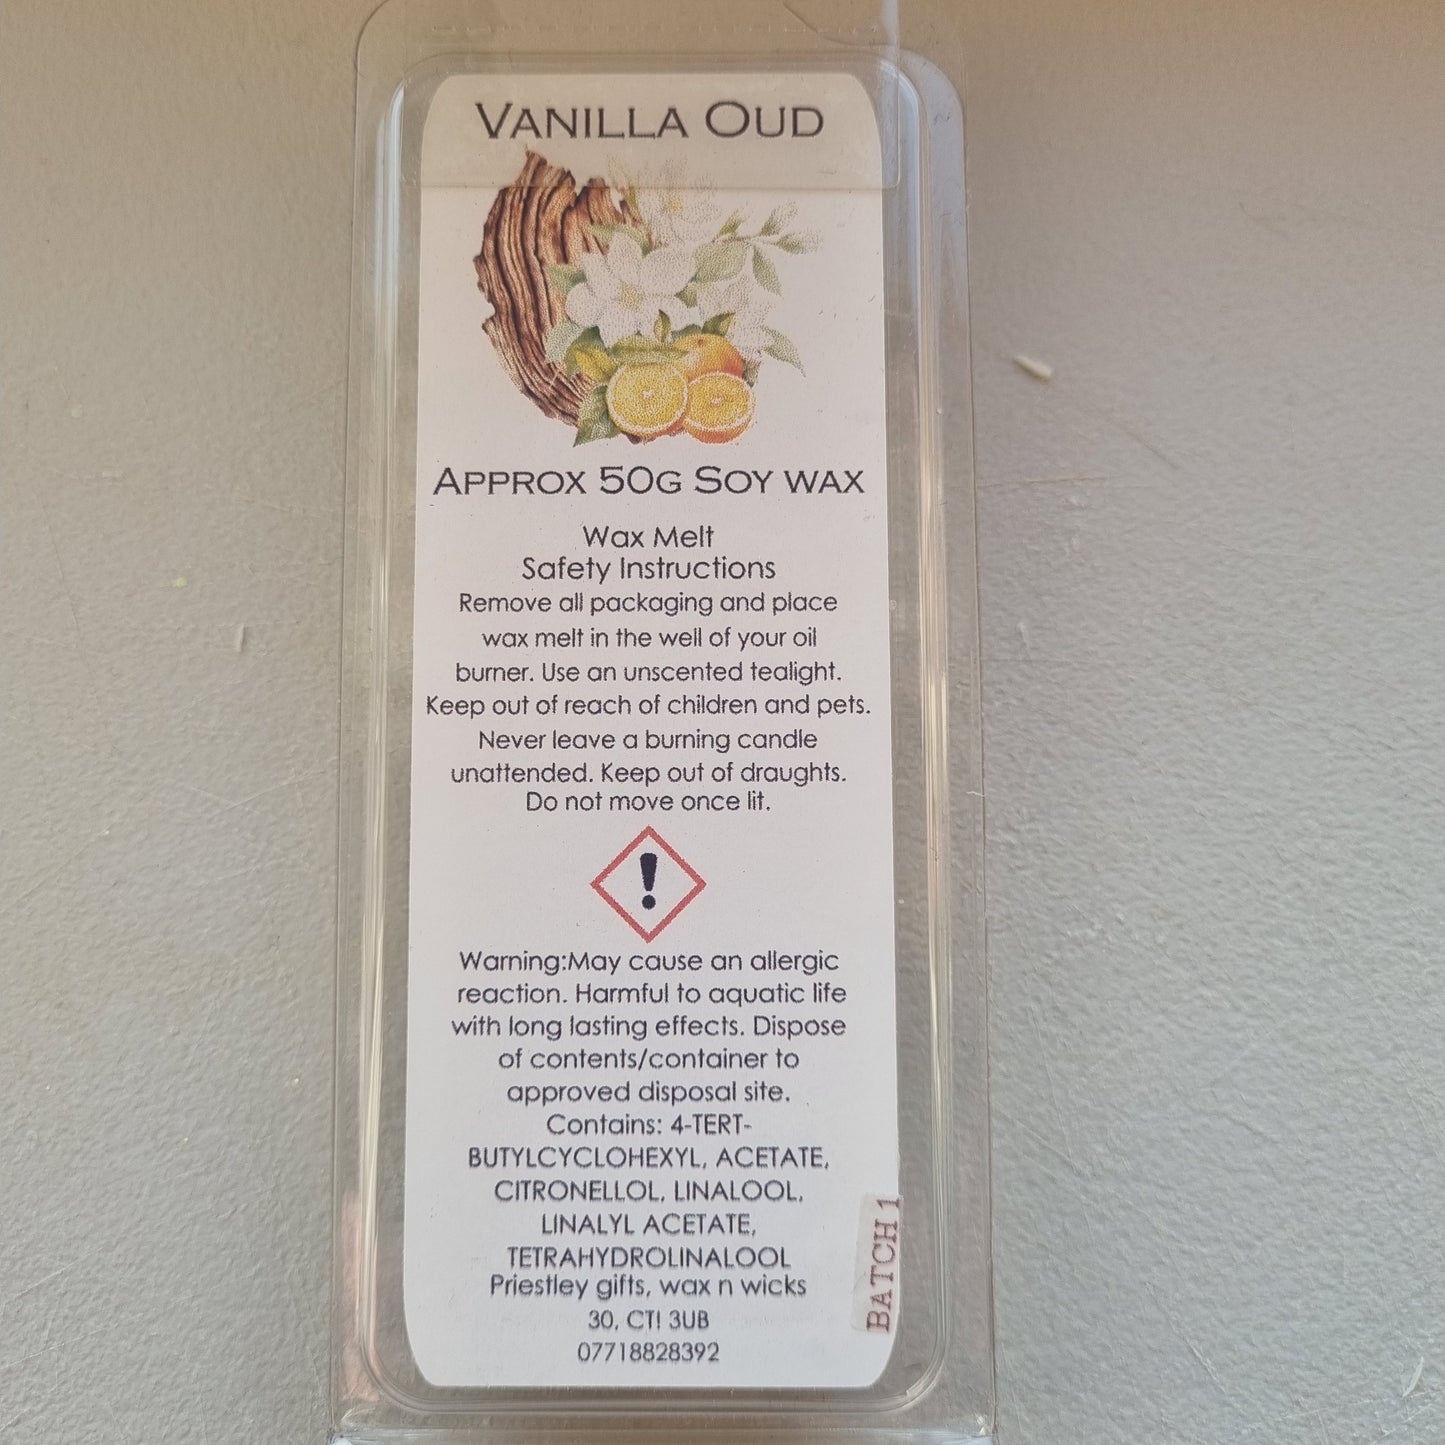 VANILLA OUD
APPROX 50G SOY WAX
Wax Melt
Safety Instructions
Remove all packaging and place
wax melt in the well of your oil
burner. Use an unscented tealight.
Keep out of reach of children and pets.
Never leave a burning candle
unattended. Keep out of draughts.
Do not move once lit.
Warning:May cause an allergic
reaction. Harmful to aquatic life
with long lasting effects. Dispose
of contents/container to
approved disposal site.
Contains: 4-TERT-
BUTYLCYCLOHEXYL, ACETATE,
CITRONELLOL, LINALOOL,
LINALYL ACETATE,
TETRAHYDROLINALOOL
Priestley gifts, wax n wicks
30, CT! 3UB
07718828392
BATCH 1